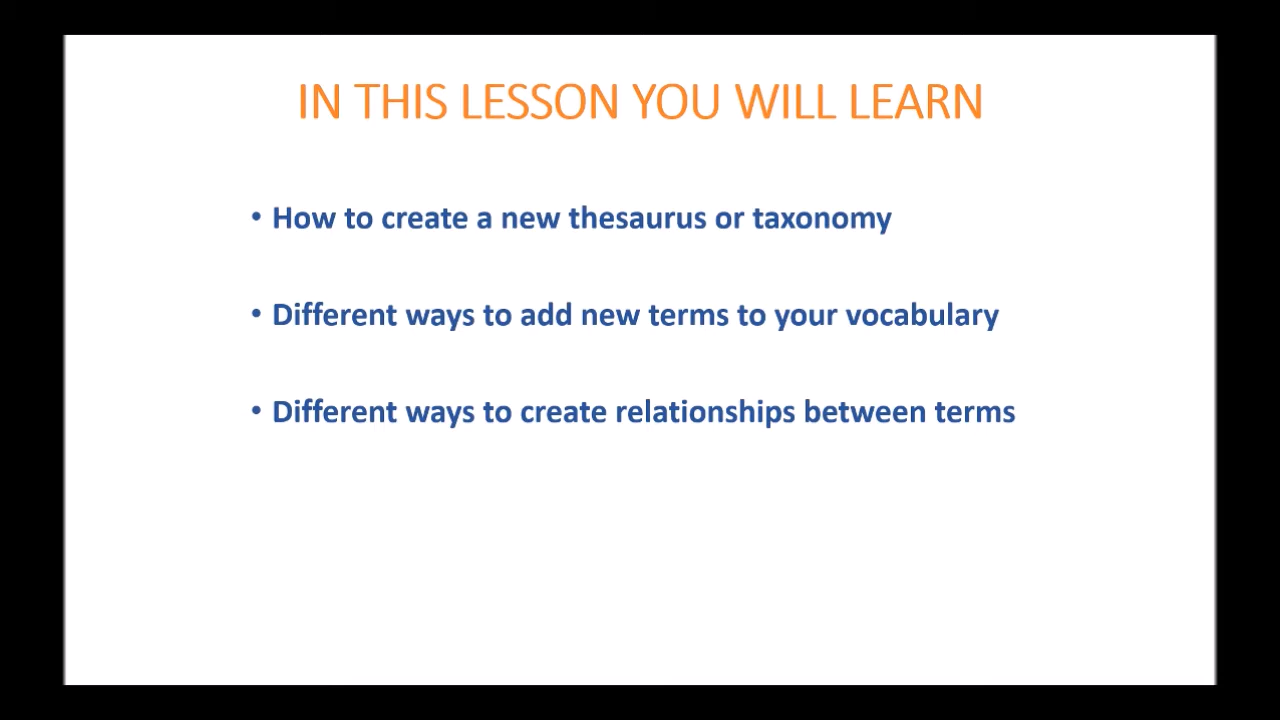 IN THIS LESSON YOU WILL LEARN
• How to create a new thesaurus or taxonomy
• Different ways to add new terms to your vocabulary
• Different ways to create relationships between terms